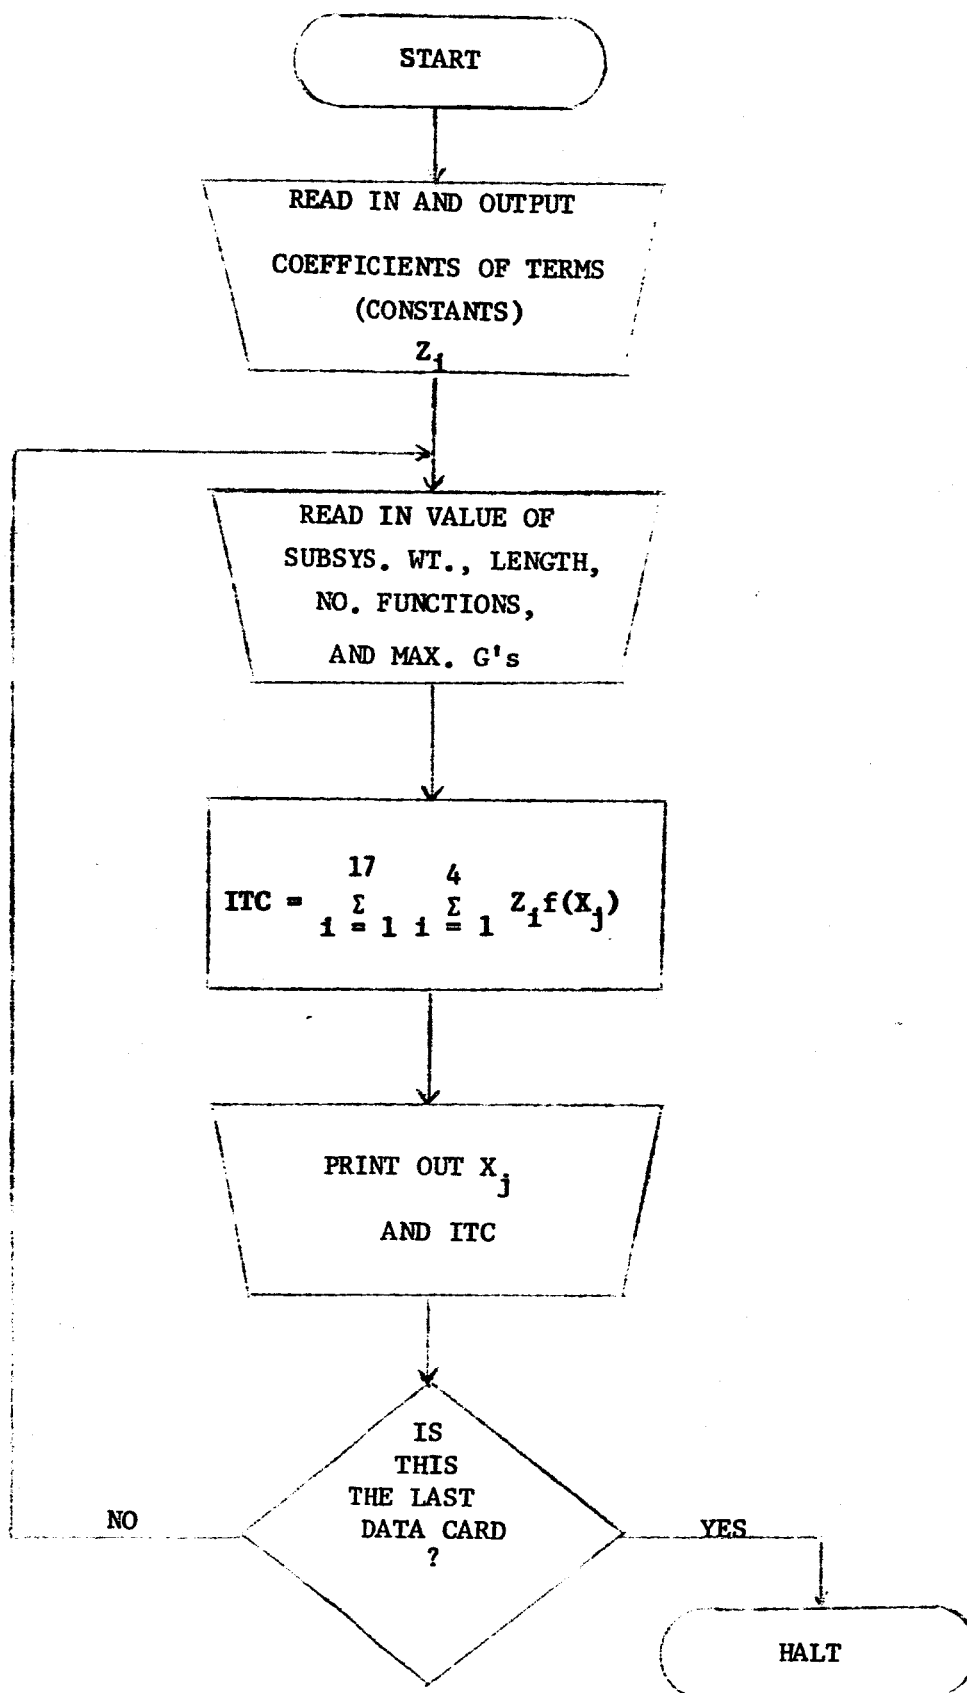 START
READ IN AND OUTPUT
COEFFICIENTS OF TERMS
(CONSTANTS)
Z_i
READ IN VALUE OF
SUBSYS. WT., LENGTH,
NO. FUNCTIONS,
AND MAX. G's
17 4
ITC = Σ Σ Z_i f(X_j)
i = 1 i = 1
PRINT OUT X_j
AND ITC
IS
THIS
THE LAST
DATA CARD
?
NO
YES
HALT